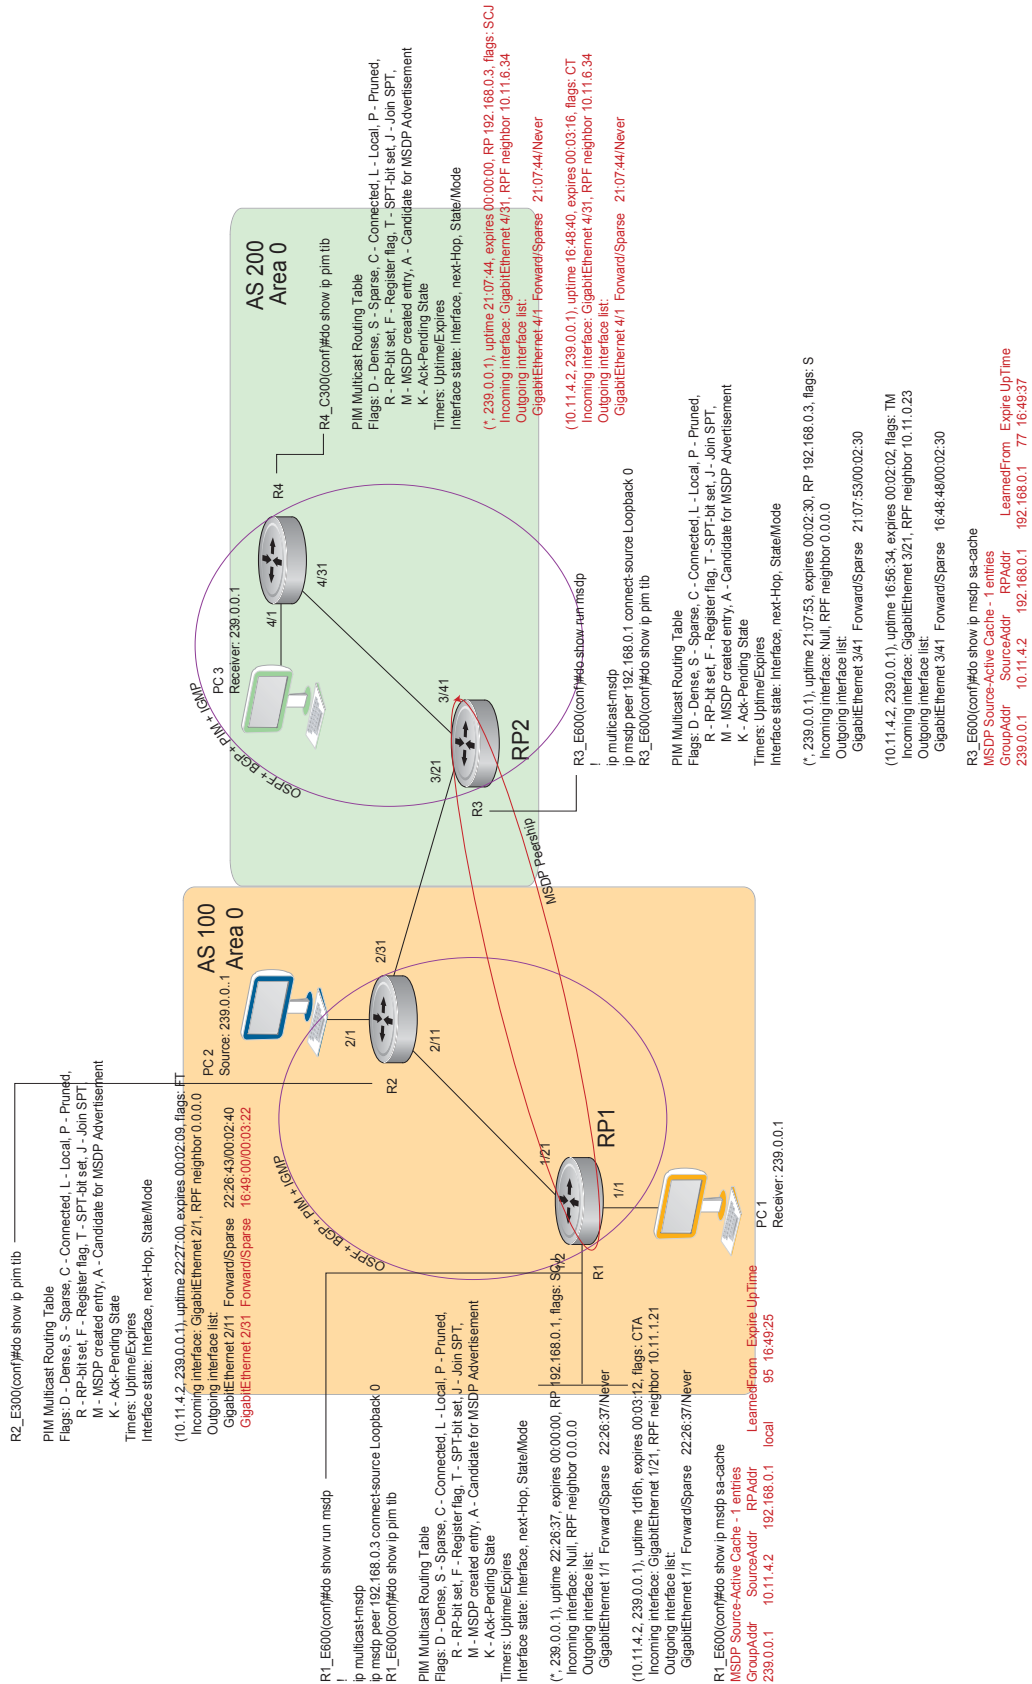 R2_E300(conf)#do show ip pim tib
PIM Multicast Routing Table
Flags: D - Dense, S - Sparse, C - Connected, L - Local, P - Pruned,
R - RP-bit set, F - Register flag, T - SPT-bit set, J - Join SPT,
M - MSDP created entry, A - Candidate for MSDP Advertisement
K - Ack-Pending State
Timers: Uptime/Expires
Interface state: Interface, next-Hop, State/Mode
(10.11.4.2, 239.0.0.1), uptime 22:27:00, expires 00:02:09, flags: FT
Incoming interface: GigabitEthernet 2/1, RPF neighbor 0.0.0.0
Outgoing interface list:
GigabitEthernet 2/11 Forward/Sparse 22:26:43/00:02:40
GigabitEthernet 2/31 Forward/Sparse 16:49:00/00:03:22
R1_E600(conf)#do show run msdp
!
ip multicast-msdp
ip msdp peer 192.168.0.3 connect-source Loopback 0
R1_E600(conf)#do show ip pim tib
PIM Multicast Routing Table
Flags: D - Dense, S - Sparse, C - Connected, L - Local, P - Pruned,
R - RP-bit set, F - Register flag, T - SPT-bit set, J - Join SPT,
M - MSDP created entry, A - Candidate for MSDP Advertisement
K - Ack-Pending State
Timers: Uptime/Expires
Interface state: Interface, next-Hop, State/Mode
(*, 239.0.0.1), uptime 22:26:37, expires 00:00:00, RP 192.168.0.1, flags: SCJ
Incoming interface: Null, RPF neighbor 0.0.0.0
Outgoing interface list:
GigabitEthernet 1/1 Forward/Sparse 22:26:37/Never
(10.11.4.2, 239.0.0.1), uptime 1d16h, expires 00:03:12, flags: CTA
Incoming interface: GigabitEthernet 1/21, RPF neighbor 10.11.1.21
Outgoing interface list:
GigabitEthernet 1/1 Forward/Sparse 22:26:37/Never
R1_E600(conf)#do show ip msdp sa-cache
MSDP Source-Active Cache - 1 entries
GroupAddr SourceAddr RPAddr LearnedFrom Expire UpTime
239.0.0.1 10.11.4.2 192.168.0.1 local 95 16:49:25
AS 100
Area 0
PC 2
Source: 239.0.0..1
2/1
2/31
R2
2/11
OSPF + BGP + PIM + IGMP
1/21
RP1
1/1
1/2
R1
PC 1
Receiver: 239.0.0.1
MSDP Peership
AS 200
Area 0
PC 3
Receiver: 239.0.0.1
OSPF + BGP + PIM + IGMP
4/1
R4
4/31
3/41
3/21
RP2
R3
R4_C300(conf)#do show ip pim tib
PIM Multicast Routing Table
Flags: D - Dense, S - Sparse, C - Connected, L - Local, P - Pruned,
R - RP-bit set, F - Register flag, T - SPT-bit set, J - Join SPT,
M - MSDP created entry, A - Candidate for MSDP Advertisement
K - Ack-Pending State
Timers: Uptime/Expires
Interface state: Interface, next-Hop, State/Mode
(*, 239.0.0.1), uptime 21:07:44, expires 00:00:00, RP 192.168.0.3, flags: SCJ
Incoming interface: GigabitEthernet 4/31, RPF neighbor 10.11.6.34
Outgoing interface list:
GigabitEthernet 4/1 Forward/Sparse 21:07:44/Never
(10.11.4.2, 239.0.0.1), uptime 16:48:40, expires 00:03:16, flags: CT
Incoming interface: GigabitEthernet 4/31, RPF neighbor 10.11.6.34
Outgoing interface list:
GigabitEthernet 4/1 Forward/Sparse 21:07:44/Never
R3_E600(conf)#do show run msdp
!
ip multicast-msdp
ip msdp peer 192.168.0.1 connect-source Loopback 0
R3_E600(conf)#do show ip pim tib
PIM Multicast Routing Table
Flags: D - Dense, S - Sparse, C - Connected, L - Local, P - Pruned,
R - RP-bit set, F - Register flag, T - SPT-bit set, J - Join SPT,
M - MSDP created entry, A - Candidate for MSDP Advertisement
K - Ack-Pending State
Timers: Uptime/Expires
Interface state: Interface, next-Hop, State/Mode
(*, 239.0.0.1), uptime 21:07:53, expires 00:02:30, RP 192.168.0.3, flags: S
Incoming interface: Null, RPF neighbor 0.0.0.0
Outgoing interface list:
GigabitEthernet 3/41 Forward/Sparse 21:07:53/00:02:30
(10.11.4.2, 239.0.0.1), uptime 16:56:34, expires 00:02:02, flags: TM
Incoming interface: GigabitEthernet 3/21, RPF neighbor 10.11.0.23
Outgoing interface list:
GigabitEthernet 3/41 Forward/Sparse 16:48:48/00:02:30
R3_E600(conf)#do show ip msdp sa-cache
MSDP Source-Active Cache - 1 entries
GroupAddr SourceAddr RPAddr LearnedFrom Expire UpTime
239.0.0.1 10.11.4.2 192.168.0.1 192.168.0.1 77 16:49:37